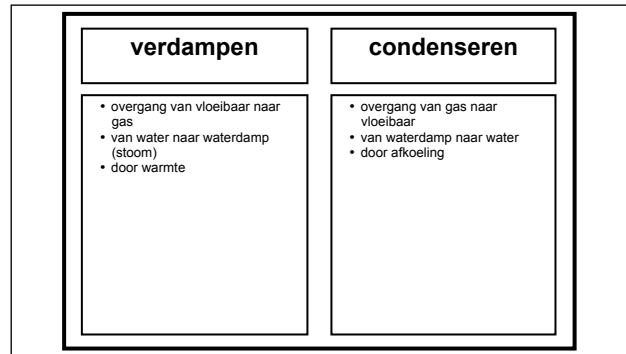 verdampen
• overgang van vloeibaar naar
gas
• van water naar waterdamp
(stoom)
• door warmte
condenseren
• overgang van gas naar
vloeibaar
• van waterdamp naar water
• door afkoeling